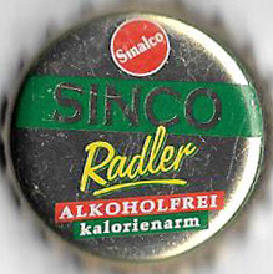 Sinalco
SINCO
Radler
ALKOHOLFREI
kalorienarm